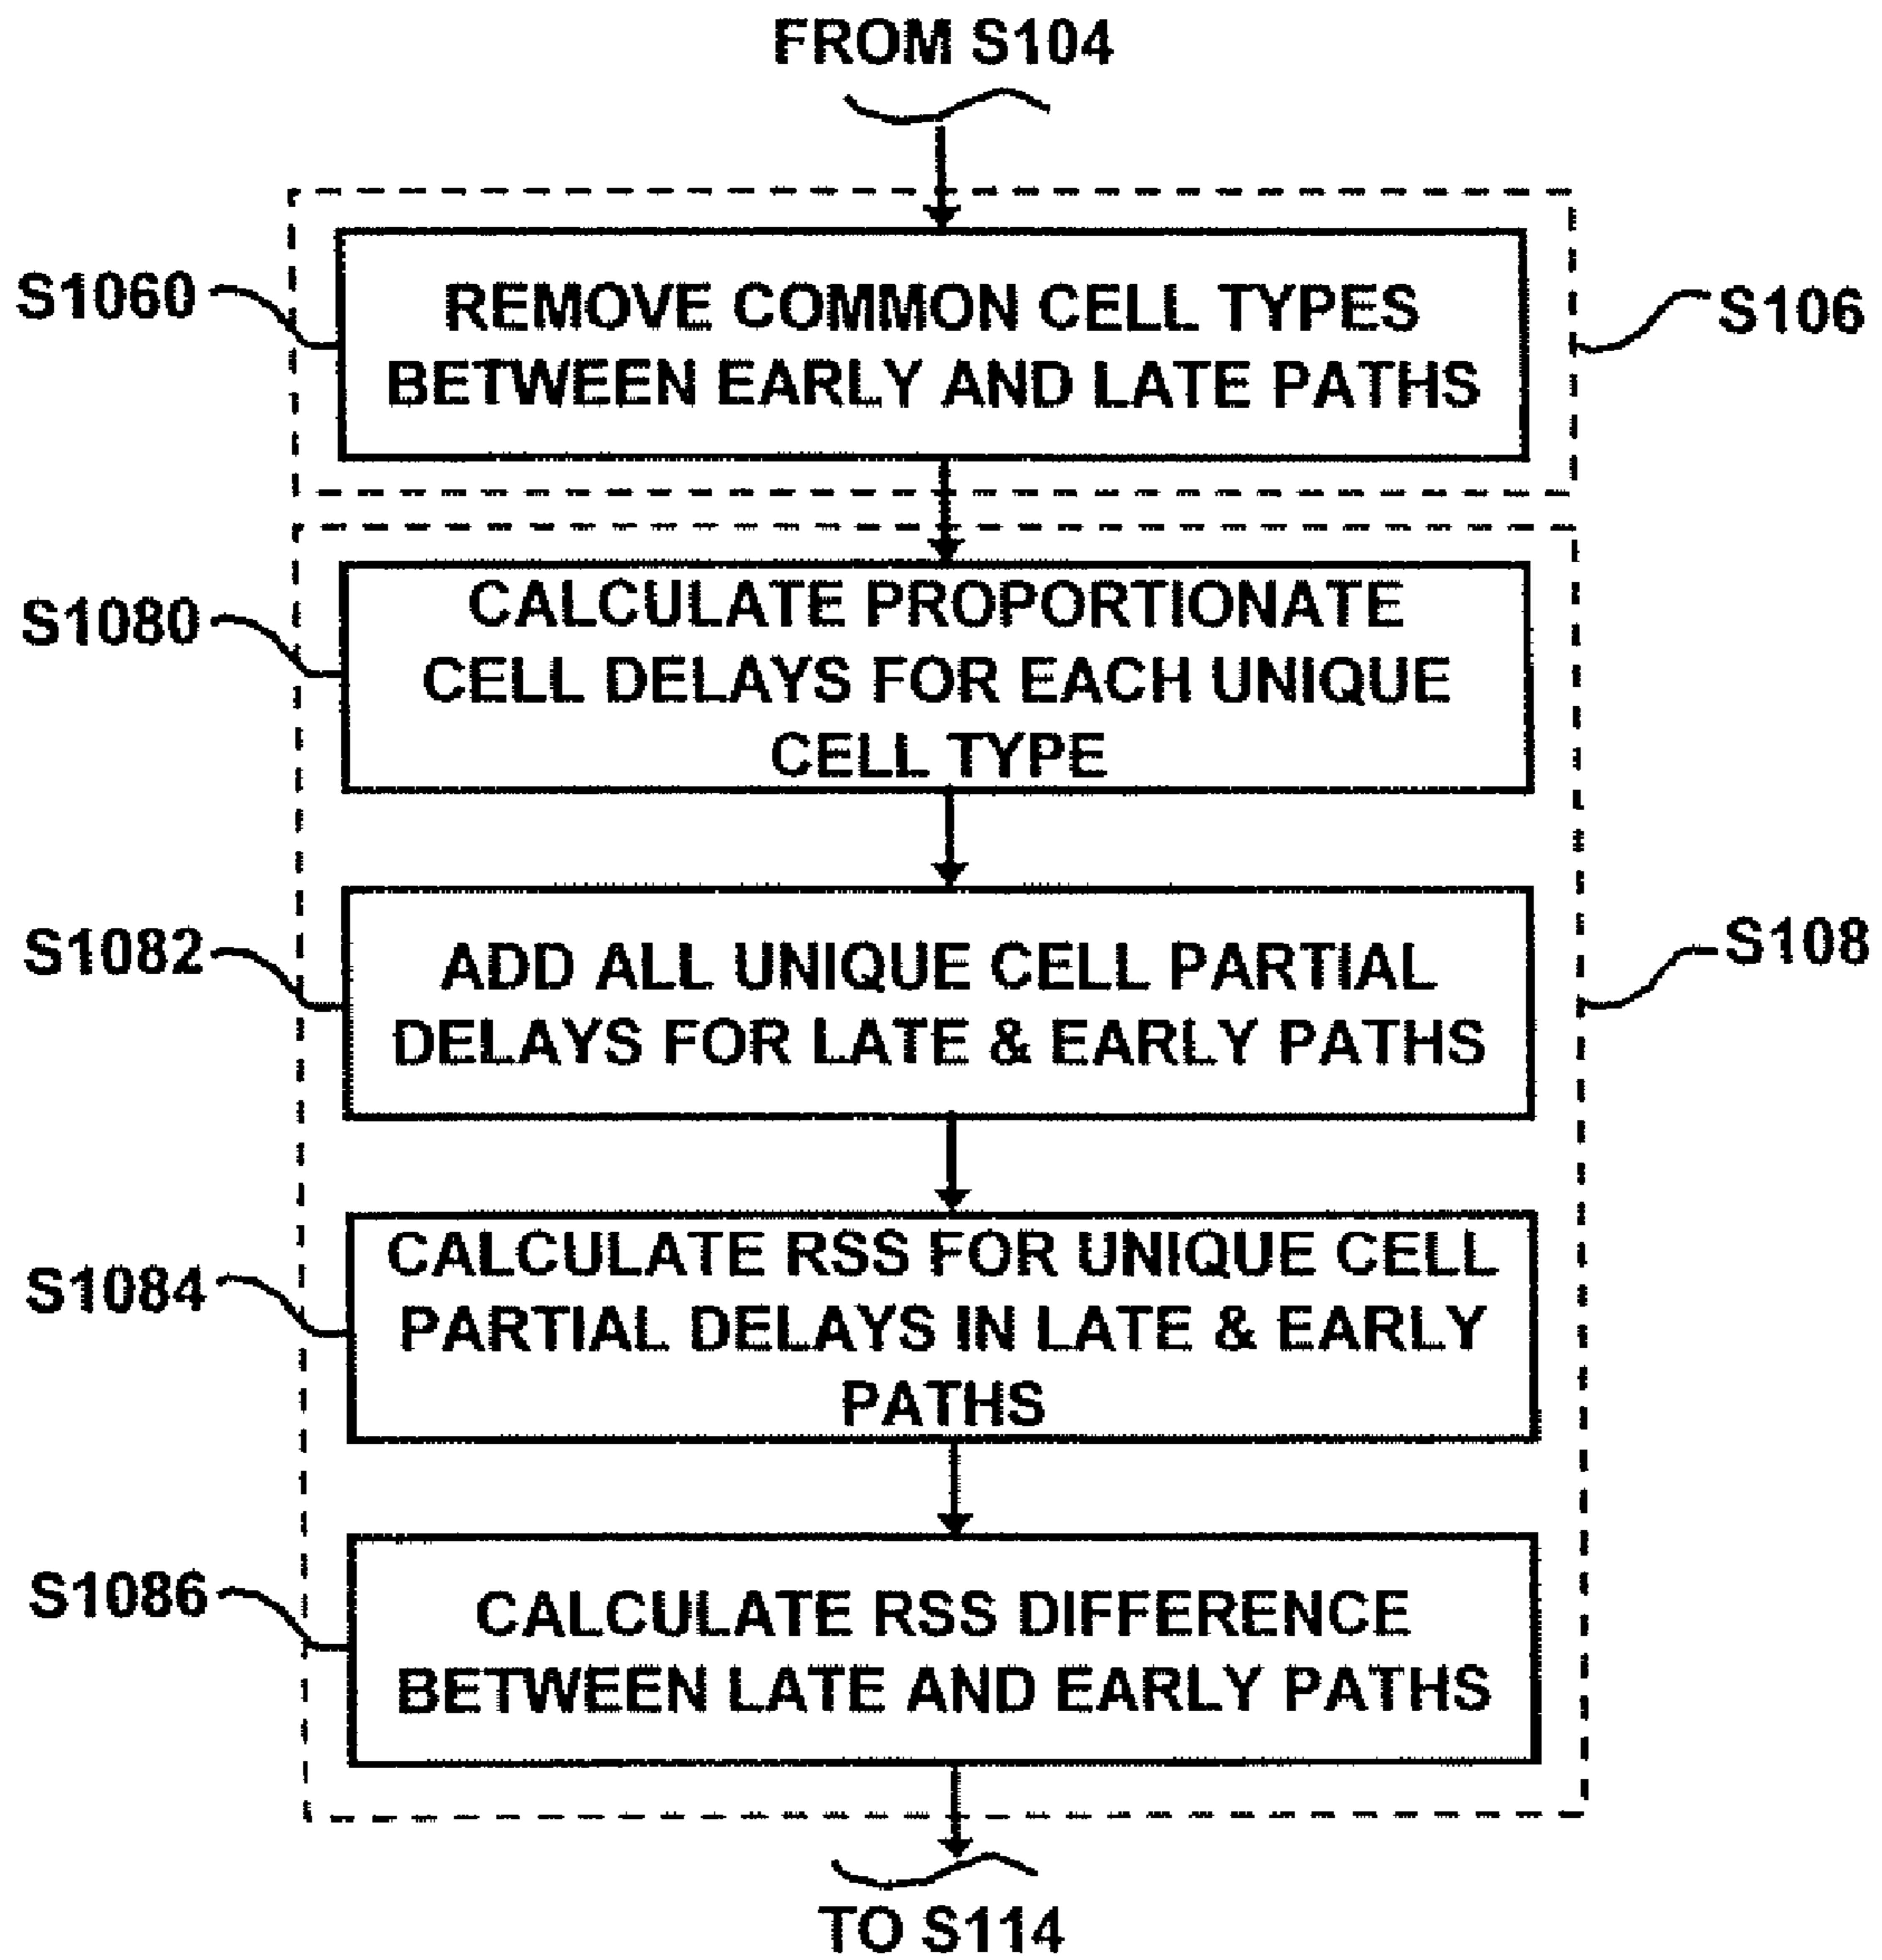 FROM S104
S1060
REMOVE COMMON CELL TYPES
BETWEEN EARLY AND LATE PATHS
S106
S1080
CALCULATE PROPORTIONATE
CELL DELAYS FOR EACH UNIQUE
CELL TYPE
S1082
ADD ALL UNIQUE CELL PARTIAL
DELAYS FOR LATE & EARLY PATHS
S108
S1084
CALCULATE RSS FOR UNIQUE CELL
PARTIAL DELAYS IN LATE & EARLY
PATHS
S1086
CALCULATE RSS DIFFERENCE
BETWEEN LATE AND EARLY PATHS
TO S114